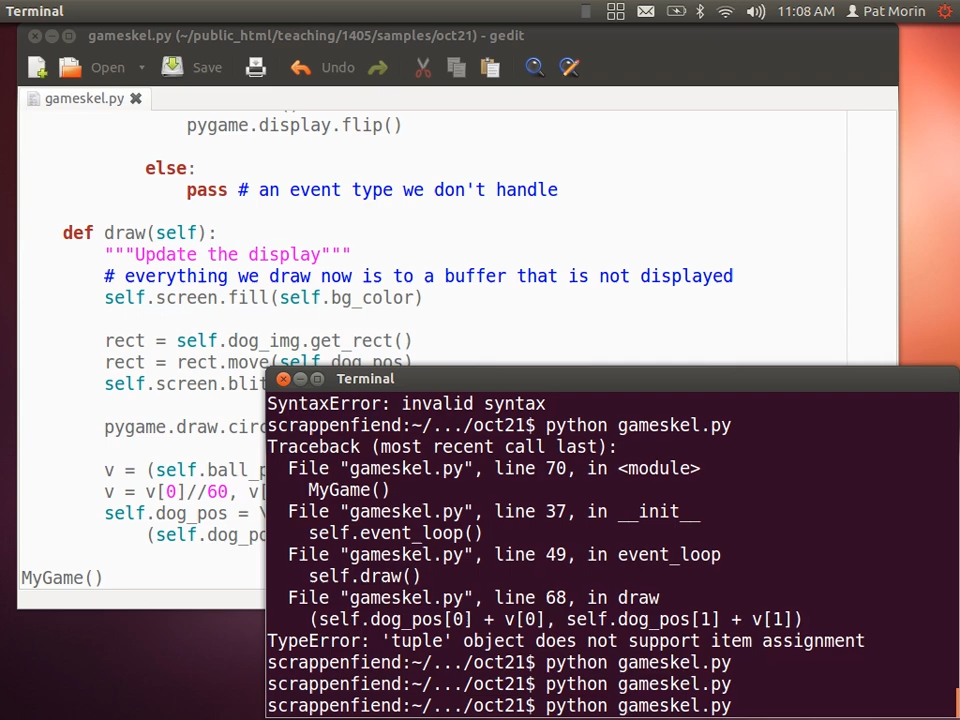 Terminal
11:08 AM
Pat Morin
gameskel.py (~/public_html/teaching/1405/samples/oct21) - gedit
Open
Save
Undo
gameskel.py
pygame.display.flip()
else:
pass # an event type we don't handle
def draw(self):
"""Update the display"""
# everything we draw now is to a buffer that is not displayed
self.screen.fill(self.bg_color)
rect = self.dog_img.get_rect()
rect = rect.move(self.dog_pos)
self.screen.blit
pygame.draw.circ
v = (self.ball_p
v = v[0]//60, v[
self.dog_pos = \
(self.dog_po
MyGame()
Terminal
SyntaxError: invalid syntax
scrappenfiend:~/.../oct21$ python gameskel.py
Traceback (most recent call last):
File "gameskel.py", line 70, in <module>
MyGame()
File "gameskel.py", line 37, in __init__
self.event_loop()
File "gameskel.py", line 49, in event_loop
self.draw()
File "gameskel.py", line 68, in draw
(self.dog_pos[0] + v[0], self.dog_pos[1] + v[1])
TypeError: 'tuple' object does not support item assignment
scrappenfiend:~/.../oct21$ python gameskel.py
scrappenfiend:~/.../oct21$ python gameskel.py
scrappenfiend:~/.../oct21$ python gameskel.py